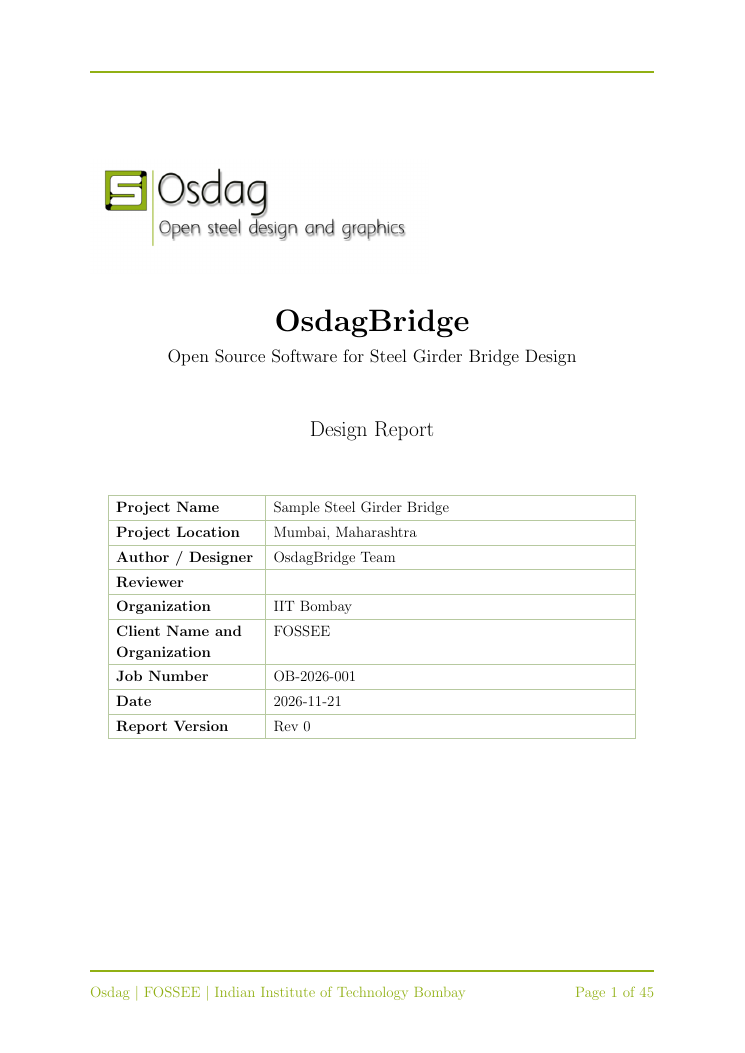 Osdag
Open steel design and graphics
OsdagBridge
Open Source Software for Steel Girder Bridge Design
Design Report
Project Name Sample Steel Girder Bridge
Project Location Mumbai, Maharashtra
Author / Designer OsdagBridge Team
Reviewer
Organization IIT Bombay
Client Name and FOSSEE
Organization
Job Number OB-2026-001
Date 2026-11-21
Report Version Rev 0
Osdag | FOSSEE | Indian Institute of Technology Bombay Page 1 of 45